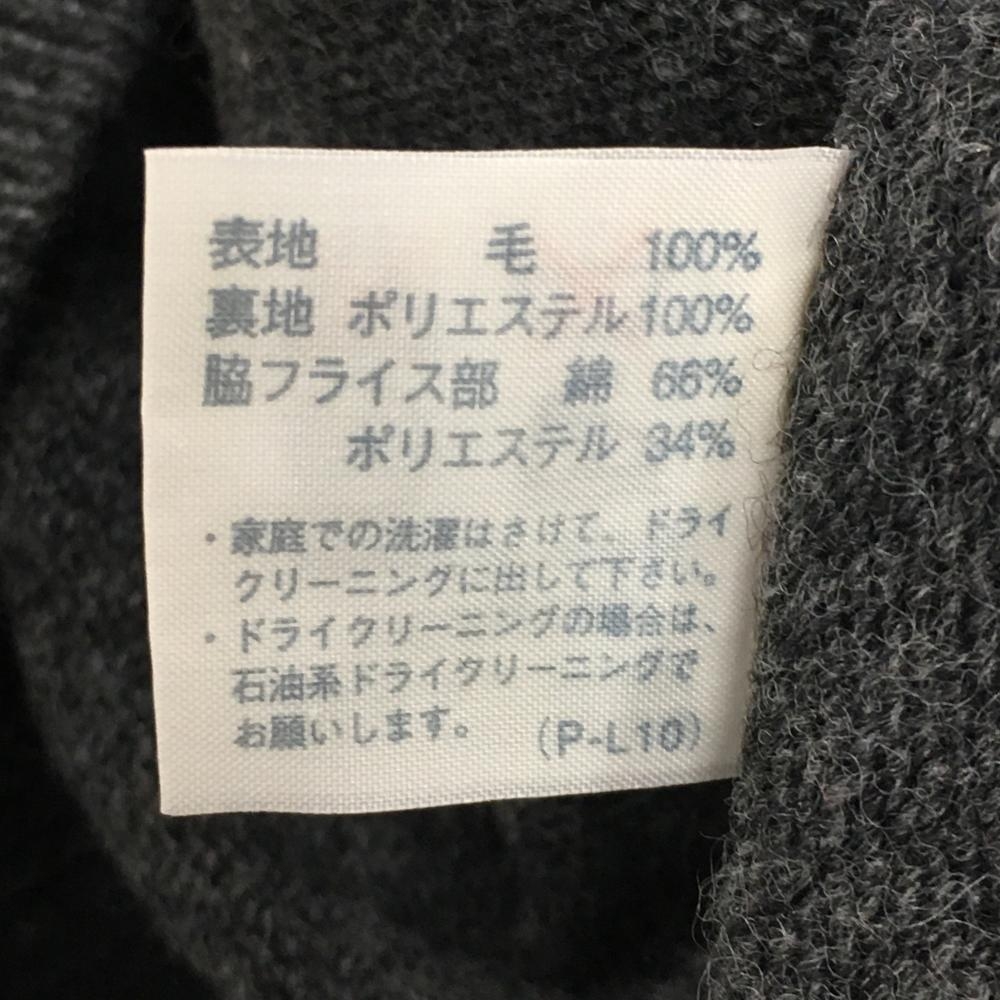 表地 毛 100%
裏地 ポリエステル100%
脇フライス部 綿 66%
ポリエステル 34%
・家庭での洗濯はさけて、ドライ
クリーニングに出して下さい。
・ドライクリーニングの場合は、
石油系ドライクリーニングで
お願いします。 (P-L10)